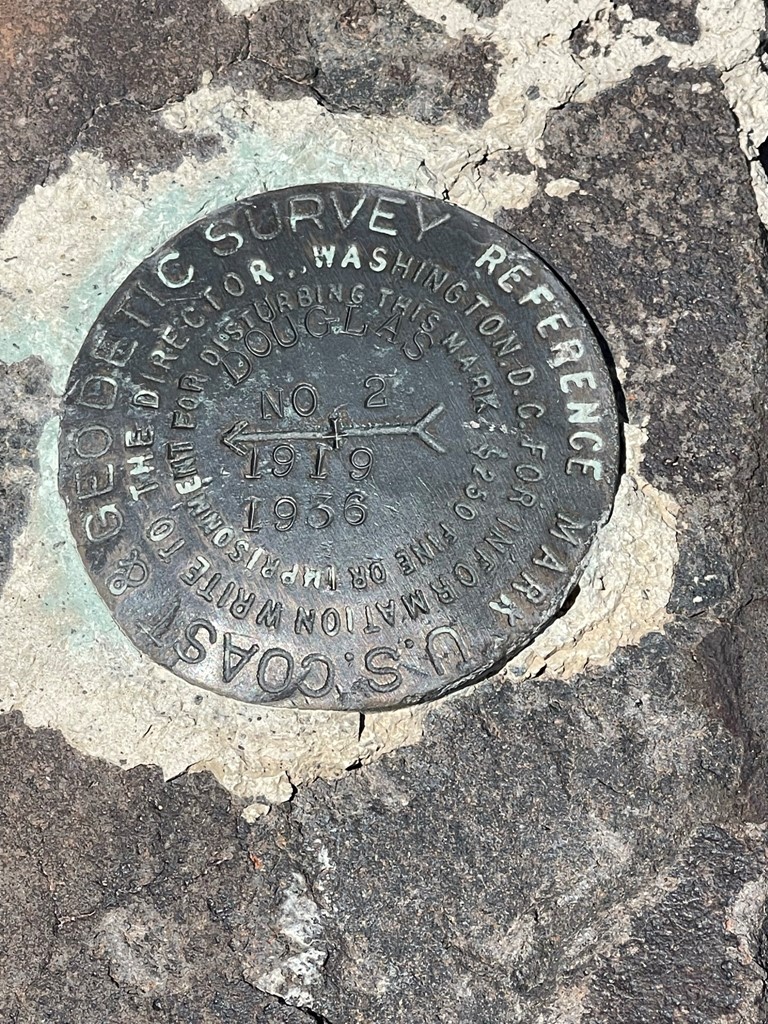 U.S. COAST & GEODETIC SURVEY REFERENCE MARK
FOR INFORMATION WRITE TO THE DIRECTOR, WASHINGTON D.C.
$250 FINE OR IMPRISONMENT FOR DISTURBING THIS MARK
DOUGLAS
NO 2
1919
1936